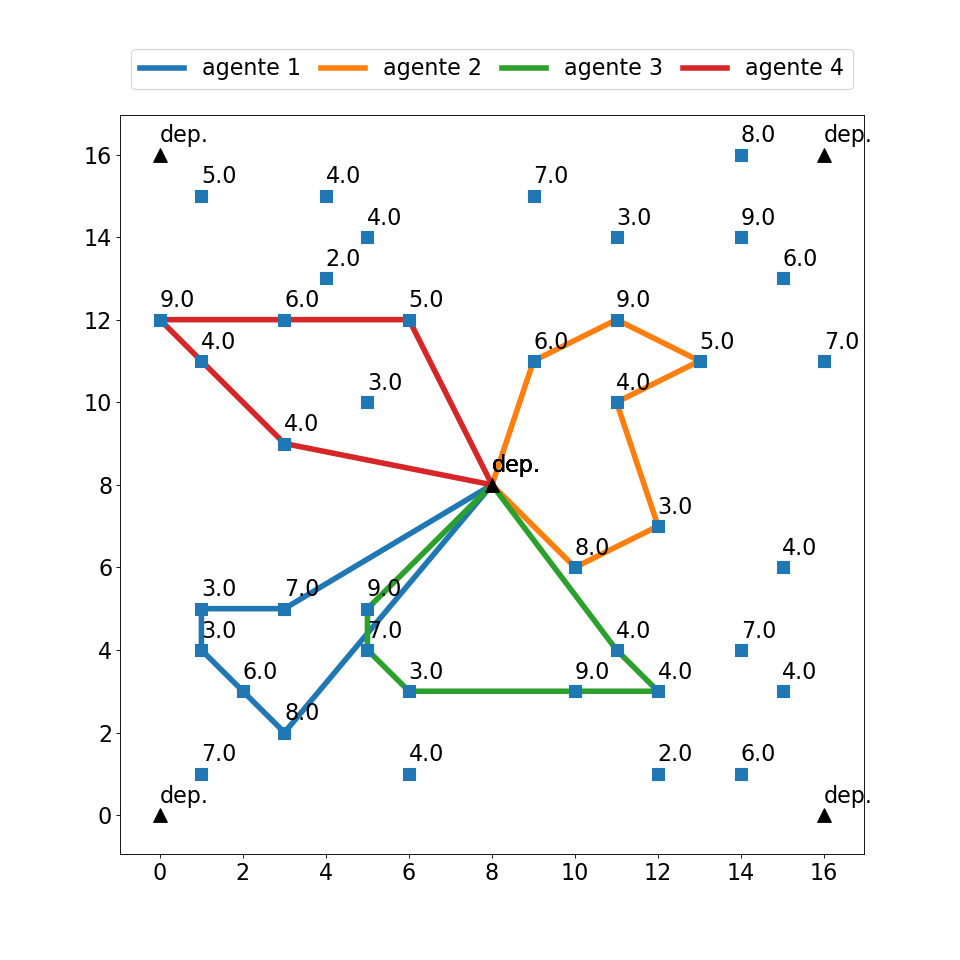 agente 1 agente 2 agente 3 agente 4
dep. 8.0 dep.
16
5.0 4.0 7.0
4.0 3.0 9.0
14
2.0 6.0
9.0 6.0 5.0 9.0
12
4.0 6.0 5.0 7.0
3.0 4.0
10
4.0
dep.
8
3.0
8.0 4.0
6
3.0 7.0 9.0
3.0 7.0 4.0 7.0
4
6.0 3.0 9.0 4.0 4.0
8.0
2
7.0 4.0 2.0 6.0
dep. dep.
0
0 2 4 6 8 10 12 14 16